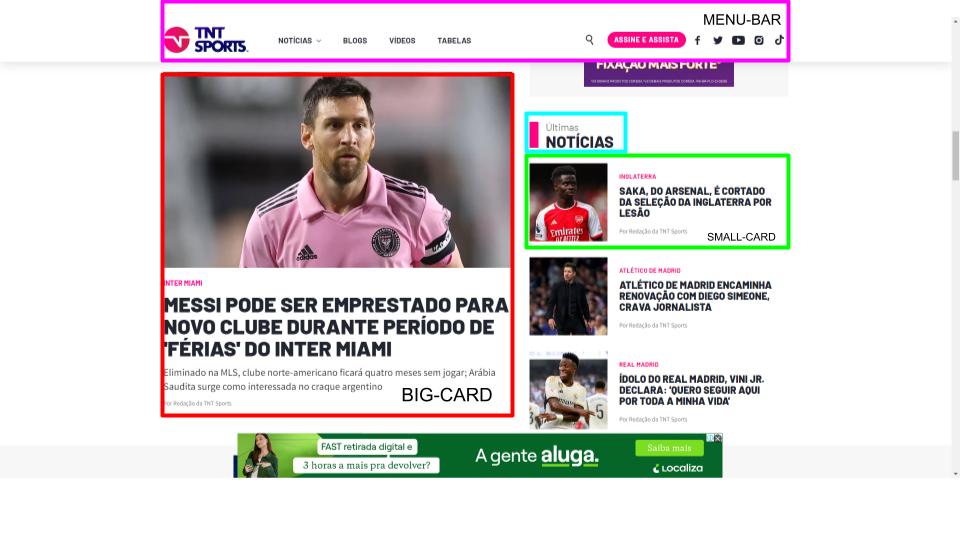 MENU-BAR
TNT SPORTS
NOTÍCIAS
BLOGS
VÍDEOS
TABELAS
ASSINE E ASSISTA
FIXAÇÃO MAIS FORTE*
Últimas
NOTÍCIAS
INTER MIAMI
MESSI PODE SER EMPRESTADO PARA
NOVO CLUBE DURANTE PERÍODO DE
'FÉRIAS' DO INTER MIAMI
Eliminado na MLS, clube norte-americano ficará quatro meses sem jogar; Arábia
Saudita surge como interessada no craque argentino
Por Redação da TNT Sports
BIG-CARD
INGLATERRA
SAKA, DO ARSENAL, É CORTADO
DA SELEÇÃO DA INGLATERRA POR
LESÃO
Por Redação da TNT Sports
SMALL-CARD
ATLÉTICO DE MADRID
ATLÉTICO DE MADRID ENCAMINHA
RENOVAÇÃO COM DIEGO SIMEONE,
CRAVA JORNALISTA
Por Redação da TNT Sports
REAL MADRID
ÍDOLO DO REAL MADRID, VINI JR.
DECLARA: 'QUERO SEGUIR AQUI
POR TODA A MINHA VIDA'
Por Redação da TNT Sports
FAST retirada digital e
3 horas a mais pra devolver?
A gente aluga.
Saiba mais
Localiza